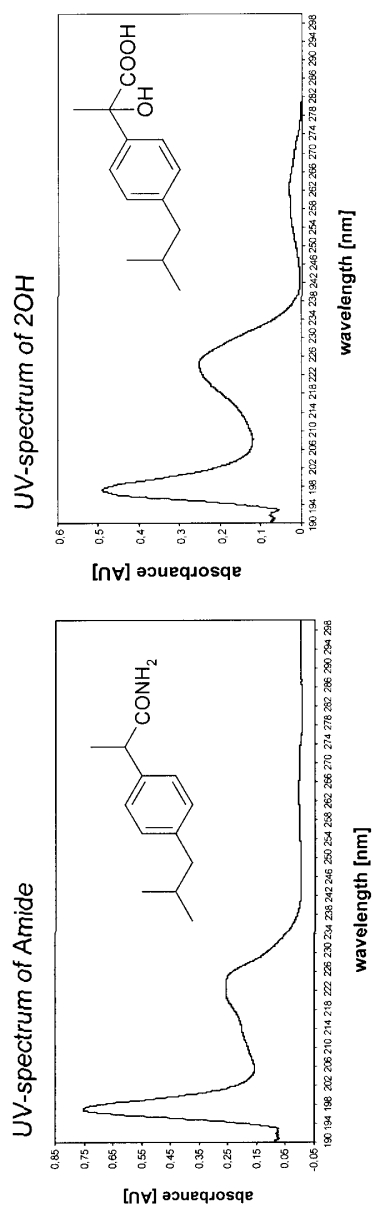 UV-spectrum of Amide
CONH2
absorbance [AU]
0.85
0.75
0.65
0.55
0.45
0.35
0.25
0.15
0.05
-0.05
190 194 198 202 206 210 214 218 222 226 230 234 238 242 246 250 254 258 262 266 270 274 278 282 286 290 294 298
wavelength [nm]
UV-spectrum of 2OH
COOH
OH
absorbance [AU]
0,6
0,5
0,4
0,3
0,2
0,1
0
190 194 198 202 206 210 214 218 222 226 230 234 238 242 246 250 254 258 262 266 270 274 278 282 286 290 294 298
wavelength [nm]